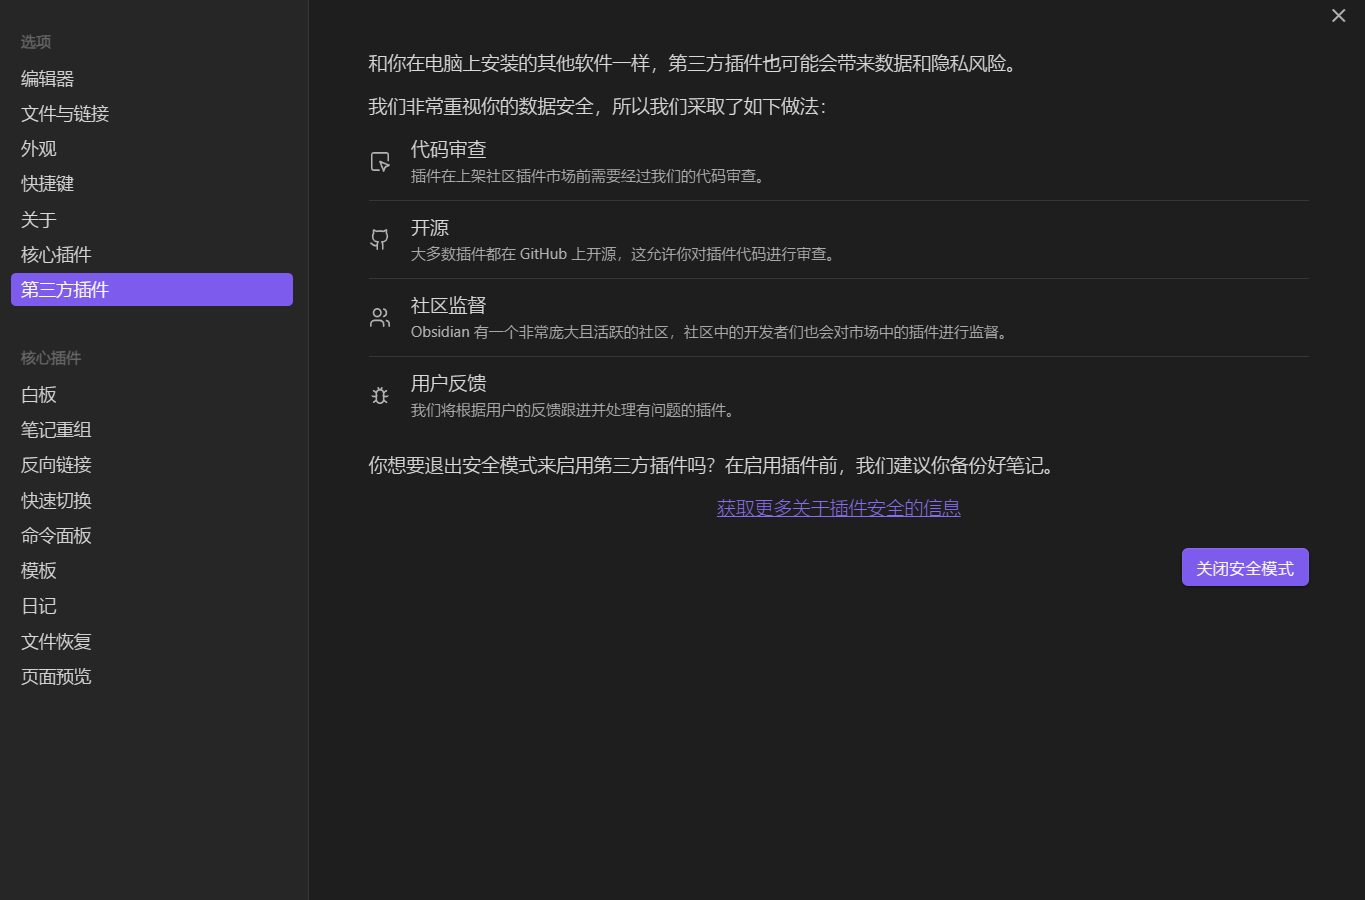 选项
编辑器
文件与链接
外观
快捷键
关于
核心插件
第三方插件
核心插件
白板
笔记重组
反向链接
快速切换
命令面板
模板
日记
文件恢复
页面预览
和你在电脑上安装的其他软件一样，第三方插件也可能会带来数据和隐私风险。
我们非常重视你的数据安全，所以我们采取了如下做法：
代码审查
插件在上架社区插件市场前需要经过我们的代码审查。
开源
大多数插件都在 GitHub 上开源，这允许你对插件代码进行审查。
社区监督
Obsidian 有一个非常庞大且活跃的社区，社区中的开发者们也会对市场中的插件进行监督。
用户反馈
我们将根据用户的反馈跟进并处理有问题的插件。
你想要退出安全模式来启用第三方插件吗？在启用插件前，我们建议你备份好笔记。
获取更多关于插件安全的信息
关闭安全模式